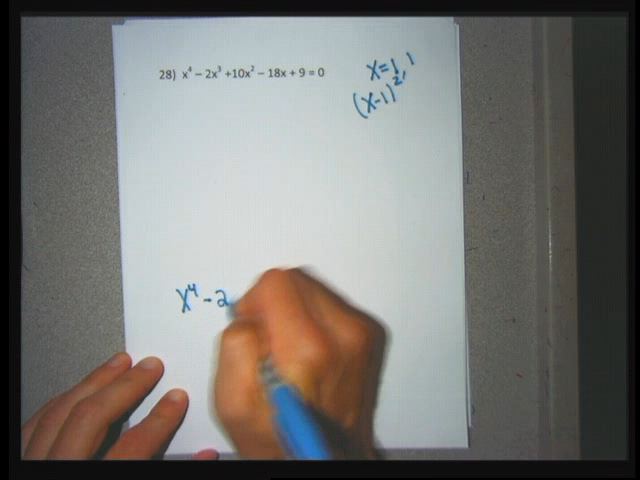 28) x⁴ – 2x³ +10x² – 18x + 9 = 0
x=1,1
(x-1)²
x⁴ - 2